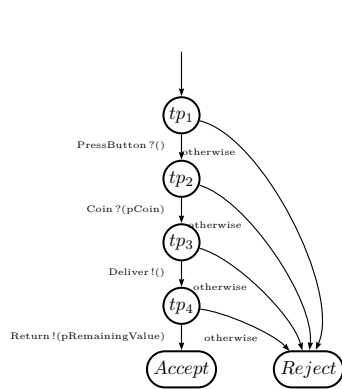 tp1
PressButton?()
otherwise
tp2
Coin?(pCoin)
otherwise
tp3
Deliver!()
otherwise
tp4
Return!(pRemainingValue)
otherwise
Accept
Reject